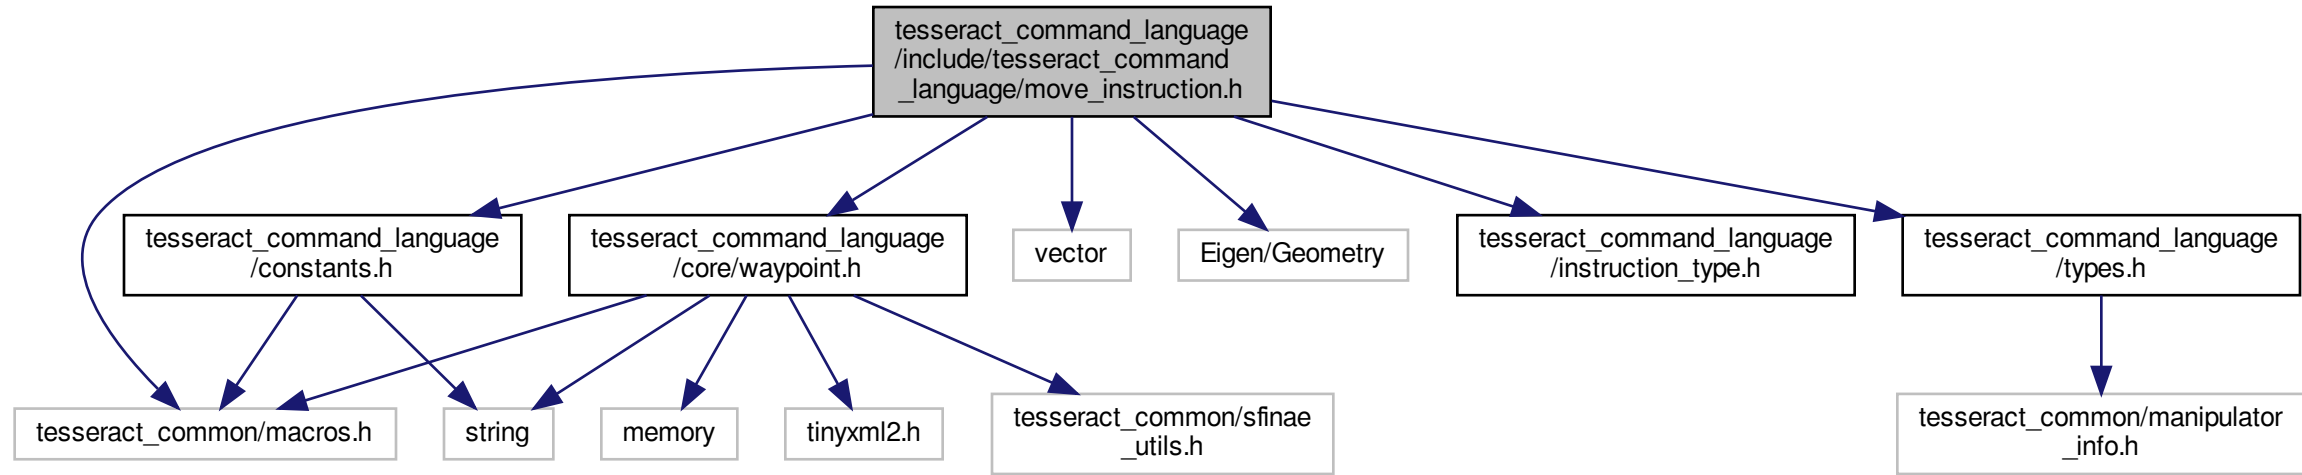 tesseract_command_language
/include/tesseract_command
_language/move_instruction.h
tesseract_command_language
/constants.h
tesseract_command_language
/core/waypoint.h
vector
Eigen/Geometry
tesseract_command_language
/instruction_type.h
tesseract_command_language
/types.h
tesseract_common/macros.h
string
memory
tinyxml2.h
tesseract_common/sfinae
_utils.h
tesseract_common/manipulator
_info.h